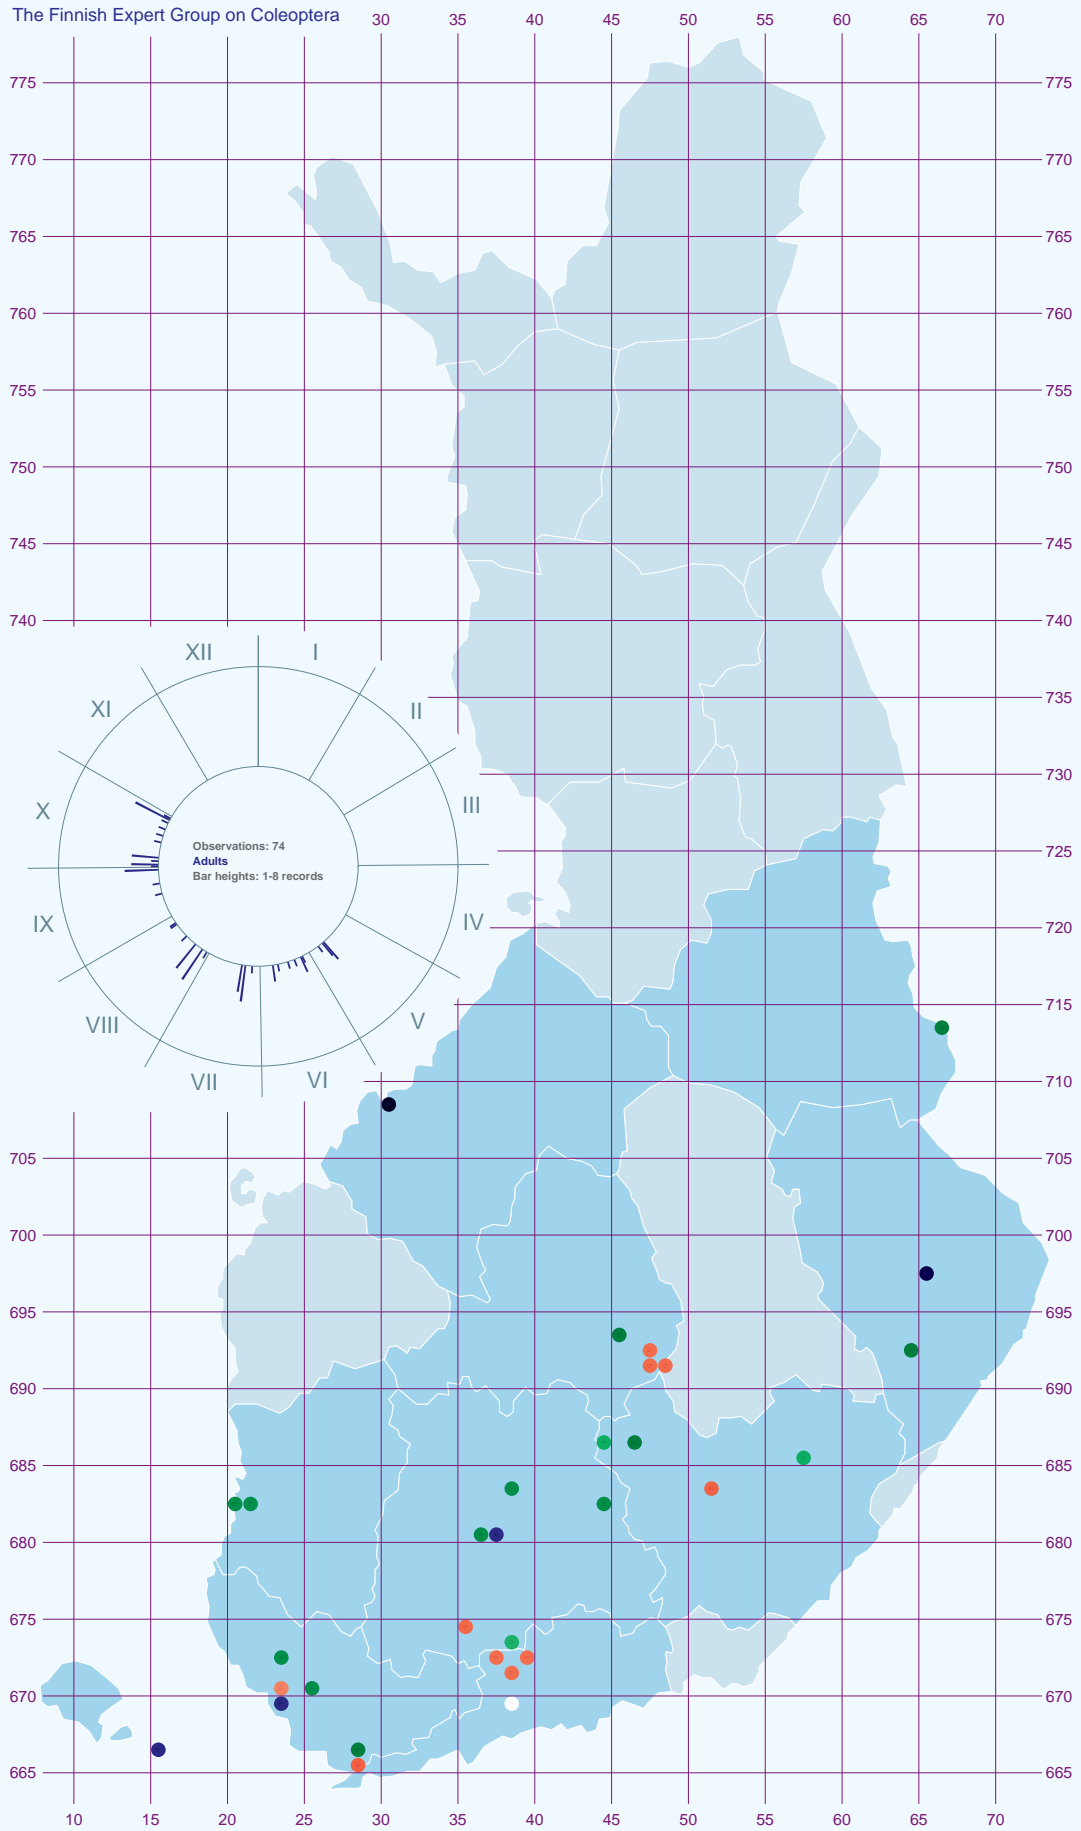 The Finnish Expert Group on Coleoptera
30 35 40 45 50 55 60 65 70
775 775
770 770
765 765
760 760
755 755
750 750
745 745
740 740
735
730
725
720
715
710
705 705
700 700
695 695
690 690
685 685
680 680
675 675
670 670
665 665
XII I
XI II
X III
IX IV
VIII V
VII VI
Observations: 74
Adults
Bar heights: 1-8 records
10 15 20 25 30 35 40 45 50 55 60 65 70